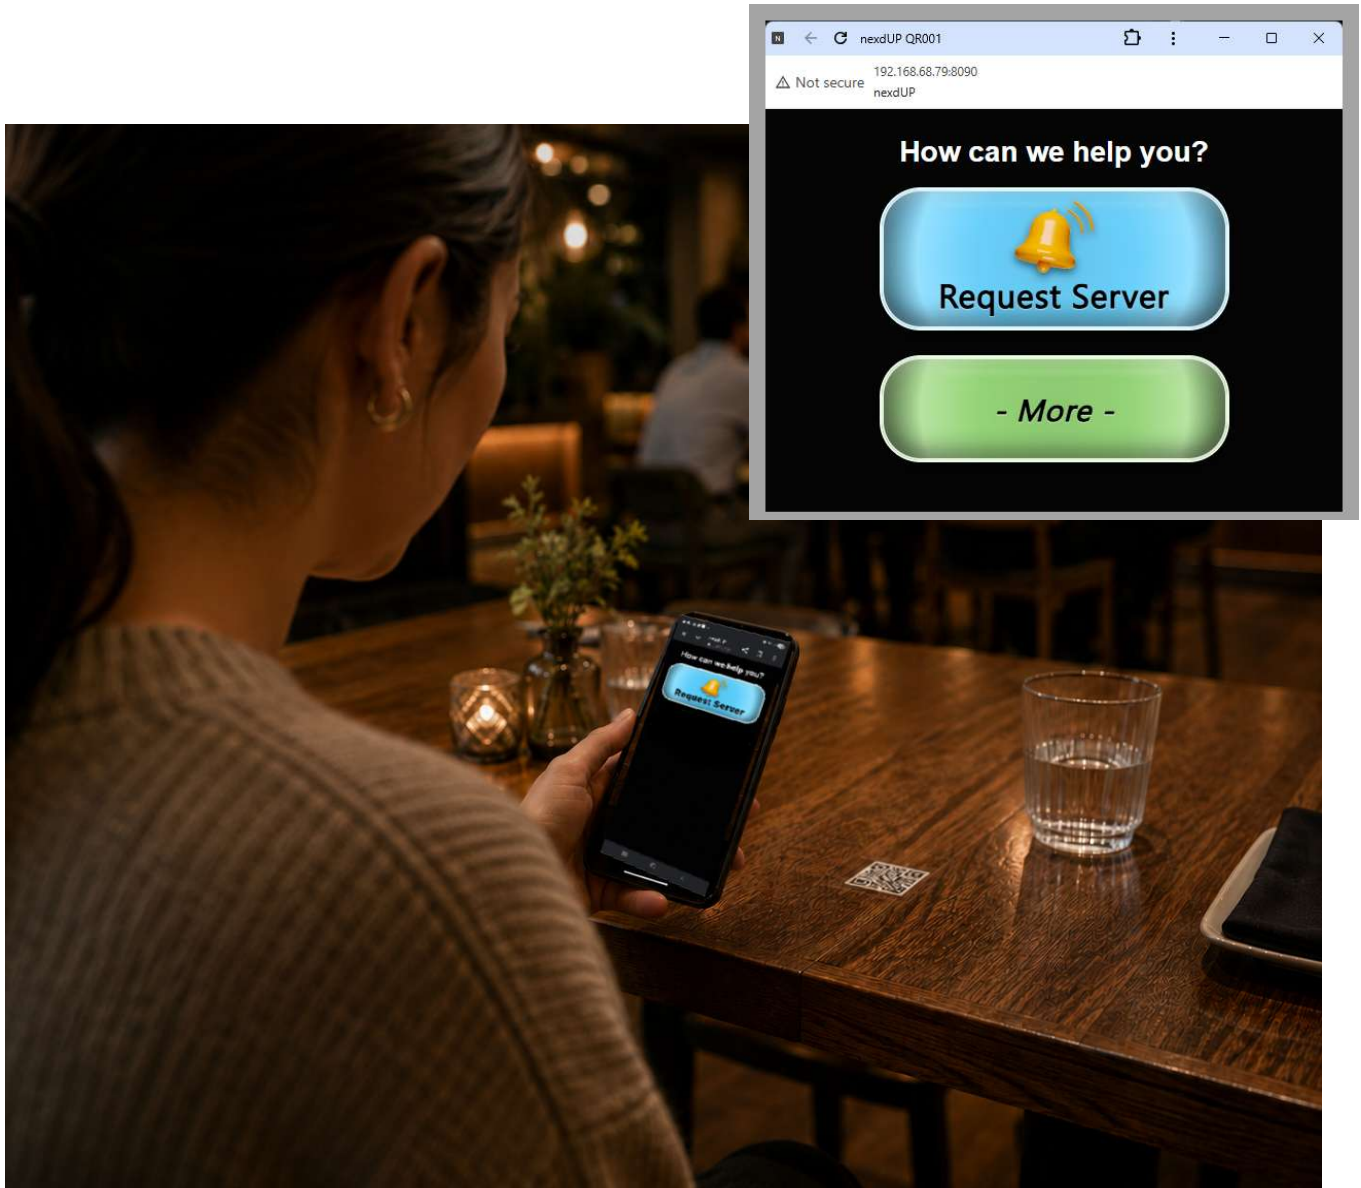 nexdUP QR001
Not secure
192.168.68.79:8090
nexdUP
How can we help you?
Request Server
- More -
How can we help you?
Request Server